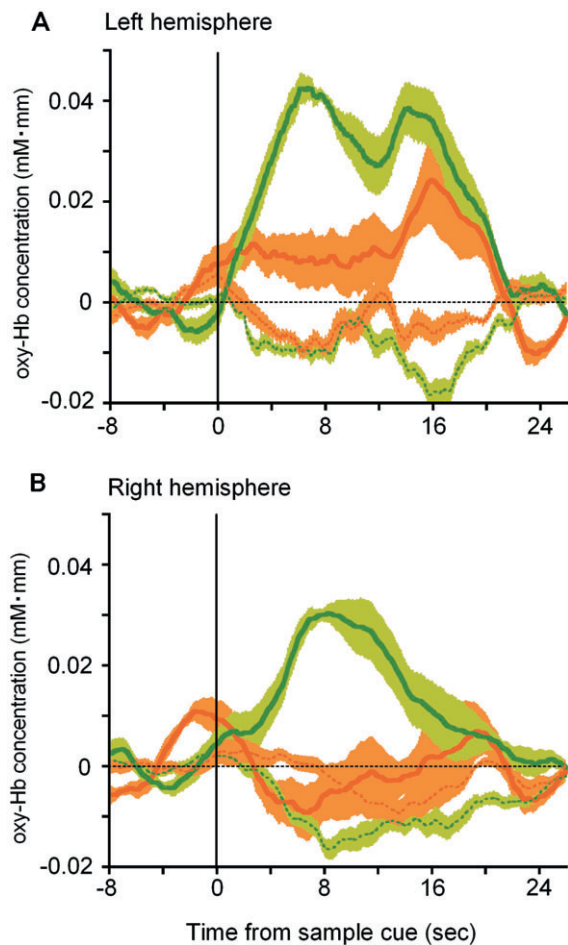 A Left hemisphere
oxy-Hb concentration (mM·mm)
0.04
0.02
0
-0.02
-8 0 8 16 24
B Right hemisphere
oxy-Hb concentration (mM·mm)
0.04
0.02
0
-0.02
-8 0 8 16 24
Time from sample cue (sec)